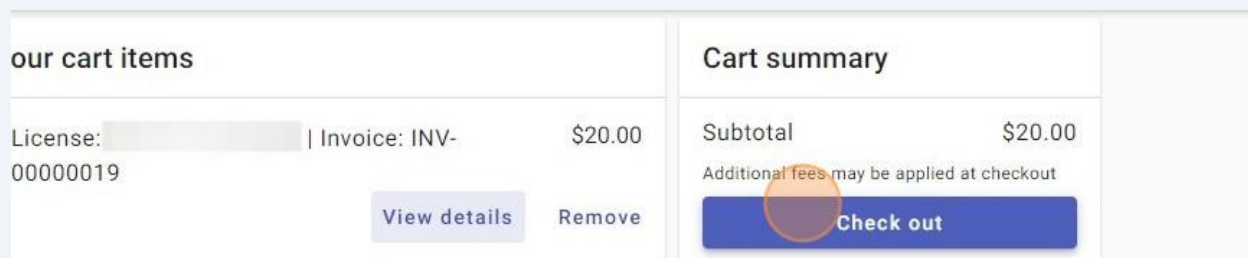 our cart items
Cart summary
License: | Invoice: INV-
00000019
$20.00
View details
Remove
Subtotal
$20.00
Additional fees may be applied at checkout
Check out